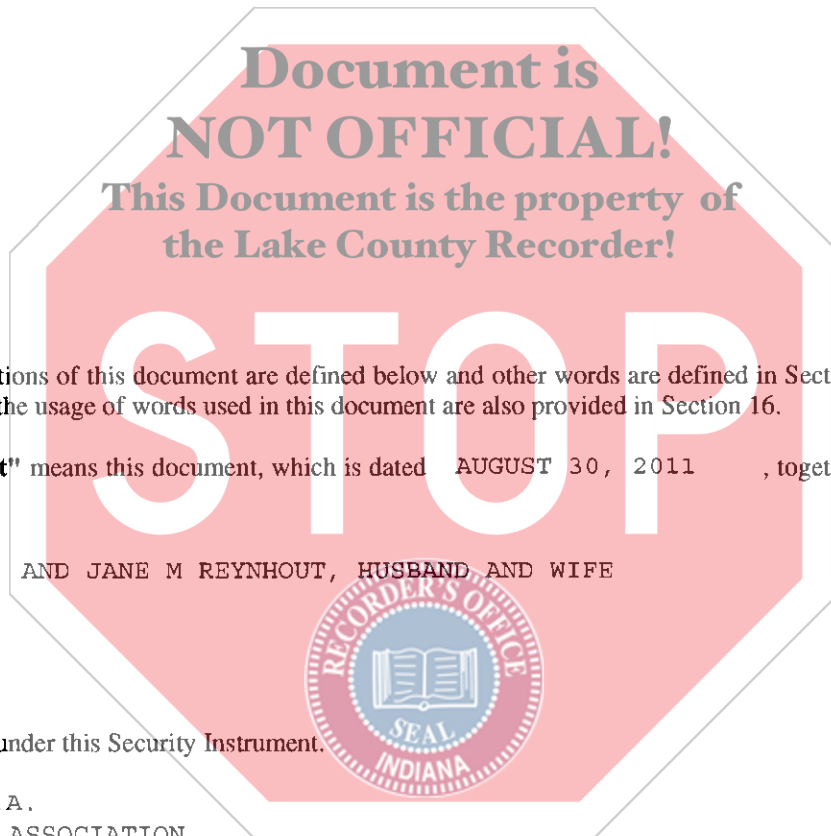 Document is
NOT OFFICIAL!
This Document is the property of
the Lake County Recorder!
STOP
tions of this document are defined below and other words are defined in Sect
the usage of words used in this document are also provided in Section 16.
t" means this document, which is dated AUGUST 30, 2011 , toget
AND JANE M REYNHOUT, HUSBAND AND WIFE
RECORDER'S OFFICE
SEAL
INDIANA
under this Security Instrument.
A.
ASSOCIATION